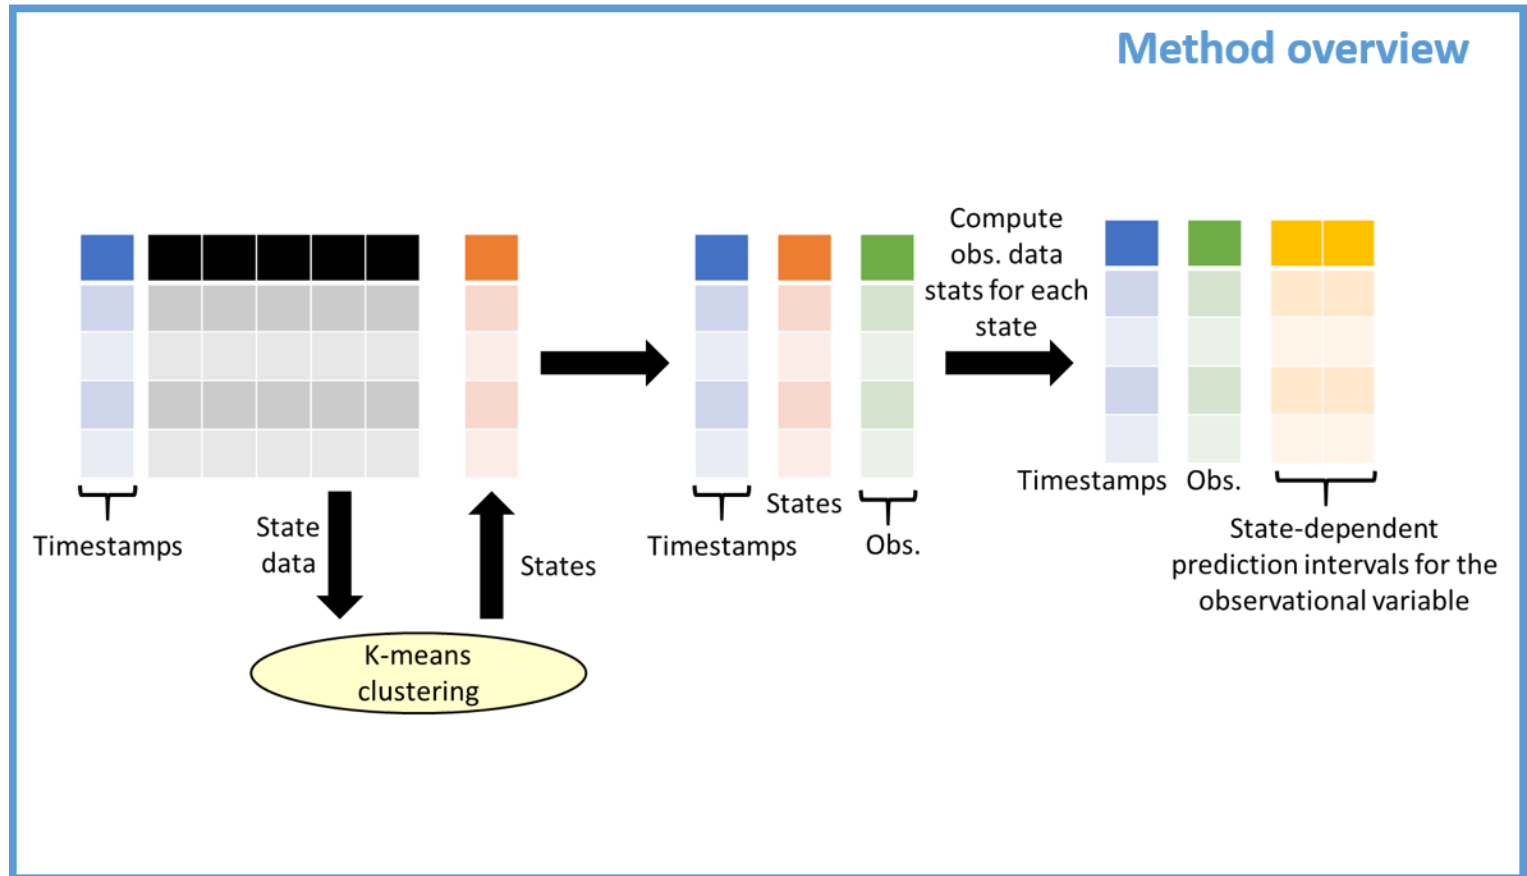 Method overview
Timestamps
State
data
K-means
clustering
States
Timestamps
States
Obs.
Compute
obs. data
stats for each
state
Timestamps
Obs.
State-dependent
prediction intervals for the
observational variable